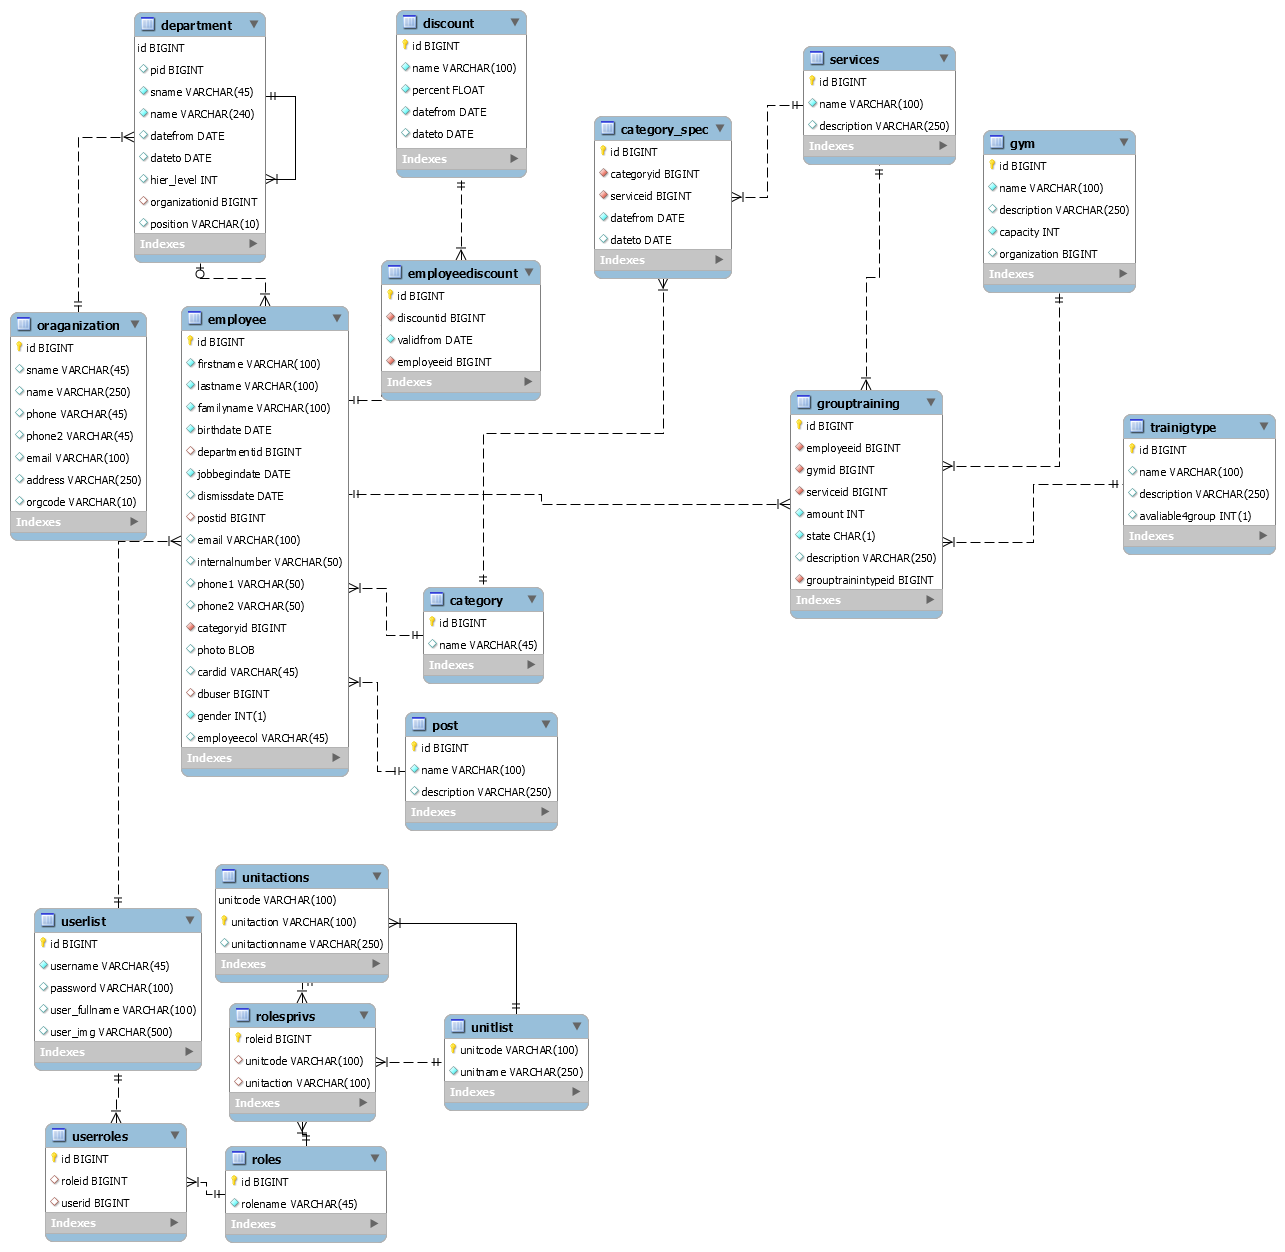 department
id BIGINT
pid BIGINT
sname VARCHAR(45)
name VARCHAR(240)
datefrom DATE
dateto DATE
hier_level INT
organizationid BIGINT
position VARCHAR(10)
Indexes
discount
id BIGINT
name VARCHAR(100)
percent FLOAT
datefrom DATE
dateto DATE
Indexes
services
id BIGINT
name VARCHAR(100)
description VARCHAR(250)
Indexes
category_spec
id BIGINT
categoryid BIGINT
serviceid BIGINT
datefrom DATE
dateto DATE
Indexes
gym
id BIGINT
name VARCHAR(100)
description VARCHAR(250)
capacity INT
organization BIGINT
Indexes
employeediscount
id BIGINT
discountid BIGINT
validfrom DATE
employeeid BIGINT
Indexes
oraganization
id BIGINT
sname VARCHAR(45)
name VARCHAR(250)
phone VARCHAR(45)
phone2 VARCHAR(45)
email VARCHAR(100)
address VARCHAR(250)
orgcode VARCHAR(10)
Indexes
employee
id BIGINT
firstname VARCHAR(100)
lastname VARCHAR(100)
familyname VARCHAR(100)
birthdate DATE
departmentid BIGINT
jobbegindate DATE
dismissdate DATE
postid BIGINT
email VARCHAR(100)
internalnumber VARCHAR(50)
phone1 VARCHAR(50)
phone2 VARCHAR(50)
categoryid BIGINT
photo BLOB
cardid VARCHAR(45)
dbuser BIGINT
gender INT(1)
employeecol VARCHAR(45)
Indexes
grouptraining
id BIGINT
employeeid BIGINT
gymid BIGINT
serviceid BIGINT
amount INT
state CHAR(1)
description VARCHAR(250)
grouptrainintypeid BIGINT
Indexes
trainigtype
id BIGINT
name VARCHAR(100)
description VARCHAR(250)
avaliable4group INT(1)
Indexes
category
id BIGINT
name VARCHAR(45)
Indexes
post
id BIGINT
name VARCHAR(100)
description VARCHAR(250)
Indexes
unitactions
unitcode VARCHAR(100)
unitaction VARCHAR(100)
unitactionname VARCHAR(250)
Indexes
userlist
id BIGINT
username VARCHAR(45)
password VARCHAR(100)
user_fullname VARCHAR(100)
user_img VARCHAR(500)
Indexes
rolesprivs
roleid BIGINT
unitcode VARCHAR(100)
unitaction VARCHAR(100)
Indexes
unitlist
unitcode VARCHAR(100)
unitname VARCHAR(250)
Indexes
userroles
id BIGINT
roleid BIGINT
userid BIGINT
Indexes
roles
id BIGINT
rolename VARCHAR(45)
Indexes